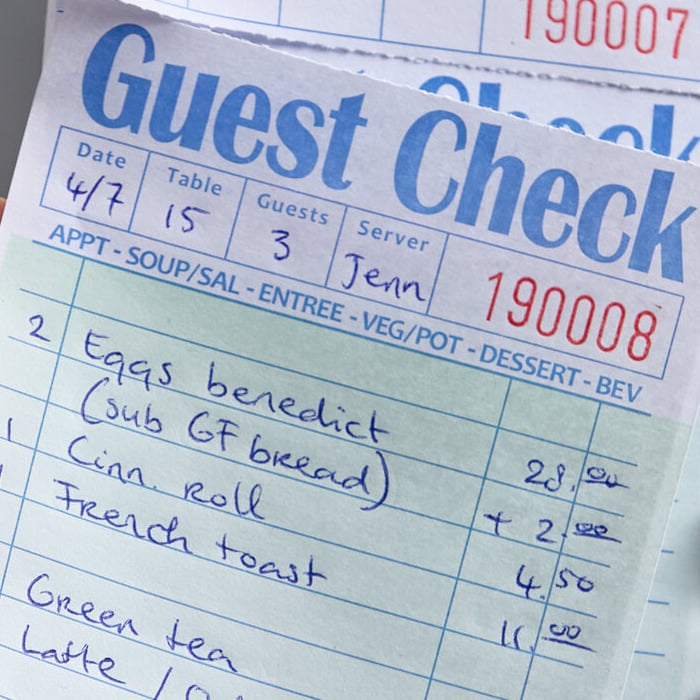 190007
Check
Guest Check
Date Table Guests Server
4/7 15 3 Jenn 190008
APPT - SOUP/SAL - ENTREE - VEG/POT - DESSERT - BEV
2 Eggs benedict 28.00
(sub GF bread) + 2.00
1 Cinn. Roll 4.50
1 French toast 11.00
Green tea
Latte /